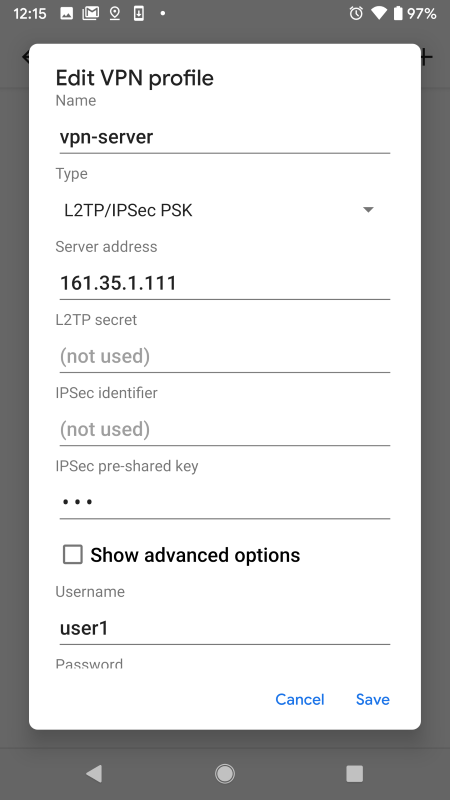 12:15
97%
Edit VPN profile
Name
vpn-server
Type
L2TP/IPSec PSK
Server address
161.35.1.111
L2TP secret
(not used)
IPSec identifier
(not used)
IPSec pre-shared key
•••
Show advanced options
Username
user1
Password
Cancel Save